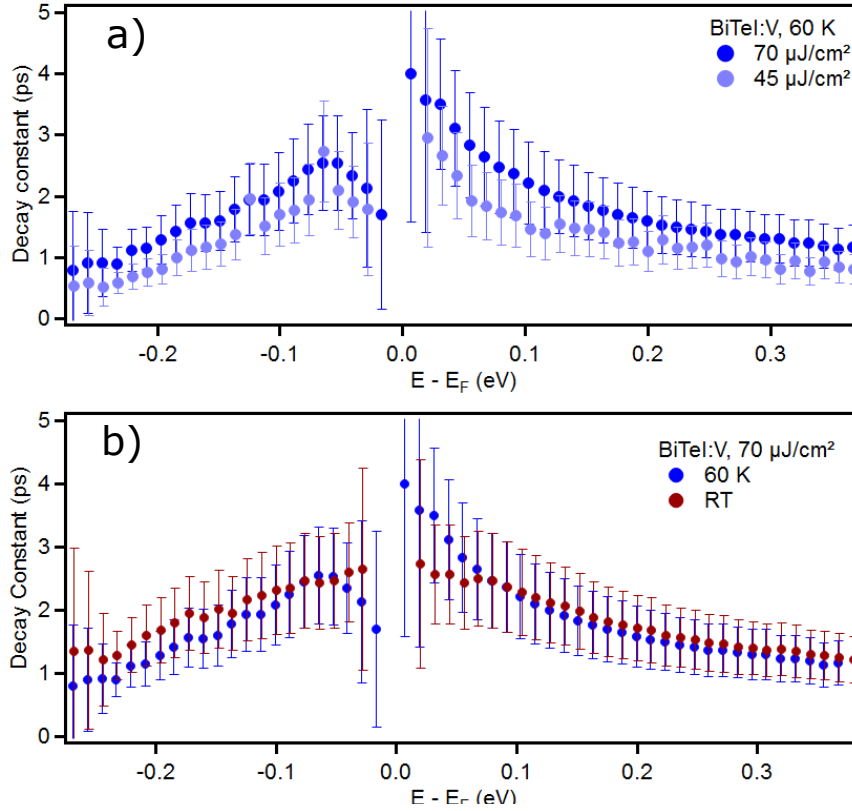 a)
BiTeI:V, 60 K
70 µJ/cm²
45 µJ/cm²
Decay constant (ps)
5
4
3
2
1
0
-0.2 -0.1 0.0 0.1 0.2 0.3
E - EF (eV)
b)
BiTeI:V, 70 µJ/cm²
60 K
RT
Decay Constant (ps)
5
4
3
2
1
0
-0.2 -0.1 0.0 0.1 0.2 0.3
E - EF (eV)